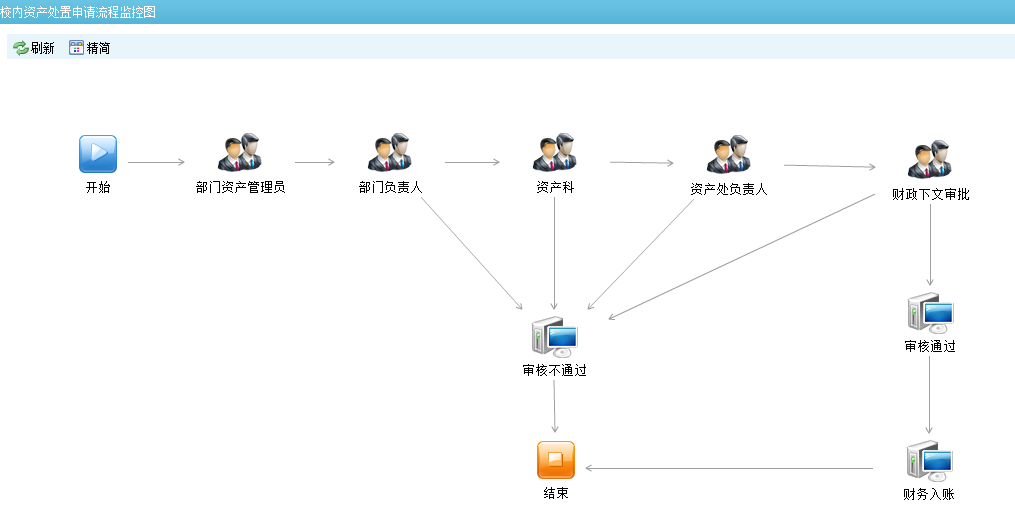 校内资产处置申请流程监控图
刷新 精简
开始
部门资产管理员
部门负责人
资产科
资产处负责人
财政下文审批
审核通过
审核不通过
结束
财务入账